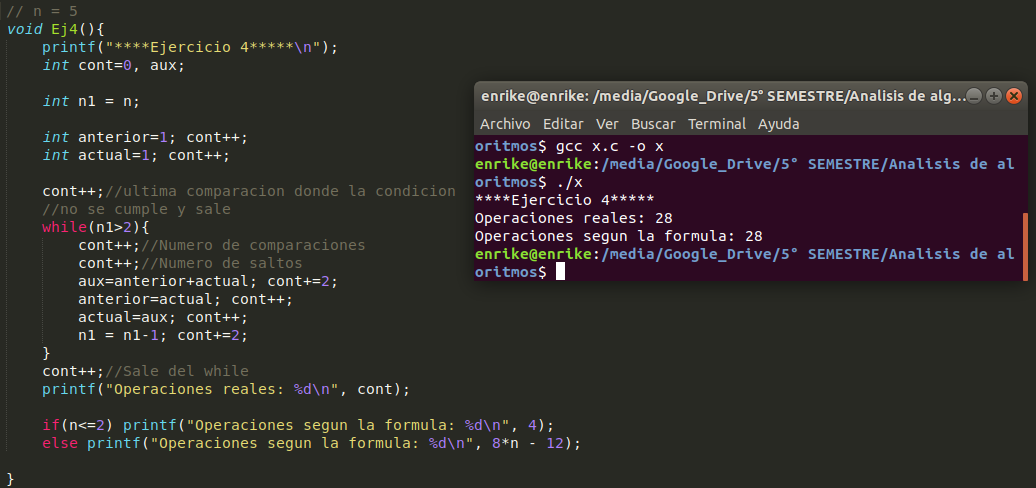 // n = 5
void Ej4(){
    printf("****Ejercicio 4*****\n");
    int cont=0, aux;
    int n1 = n;
    int anterior=1; cont++;
    int actual=1; cont++;
    cont++;//ultima comparacion donde la condicion
    //no se cumple y sale
    while(n1>2){
        cont++;//Numero de comparaciones
        cont++;//Numero de saltos
        aux=anterior+actual; cont+=2;
        anterior=actual; cont++;
        actual=aux; cont++;
        n1 = n1-1; cont+=2;
    }
    cont++;//Sale del while
    printf("Operaciones reales: %d\n", cont);
    if(n<=2) printf("Operaciones segun la formula: %d\n", 4);
    else printf("Operaciones segun la formula: %d\n", 8*n - 12);
}
enrike@enrike: /media/Google_Drive/5° SEMESTRE/Analisis de alg...
Archivo Editar Ver Buscar Terminal Ayuda
oritmos$ gcc x.c -o x
enrike@enrike:/media/Google_Drive/5° SEMESTRE/Analisis de al
oritmos$ ./x
****Ejercicio 4*****
Operaciones reales: 28
Operaciones segun la formula: 28
enrike@enrike:/media/Google_Drive/5° SEMESTRE/Analisis de al
oritmos$